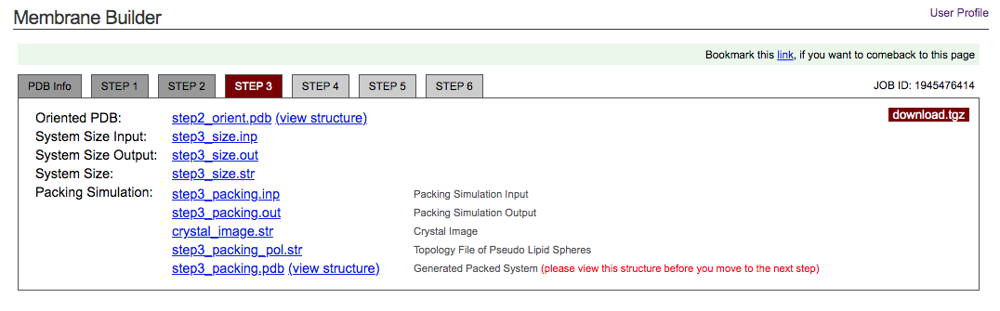 Membrane Builder
User Profile
Bookmark this link, if you want to comeback to this page
PDB Info STEP 1 STEP 2 STEP 3 STEP 4 STEP 5 STEP 6 JOB ID: 1945476414
download.tgz
Oriented PDB: step2_orient.pdb (view structure)
System Size Input: step3_size.inp
System Size Output: step3_size.out
System Size: step3_size.str
Packing Simulation: step3_packing.inp Packing Simulation Input
step3_packing.out Packing Simulation Output
crystal_image.str Crystal Image
step3_packing_pol.str Topology File of Pseudo Lipid Spheres
step3_packing.pdb (view structure) Generated Packed System (please view this structure before you move to the next step)